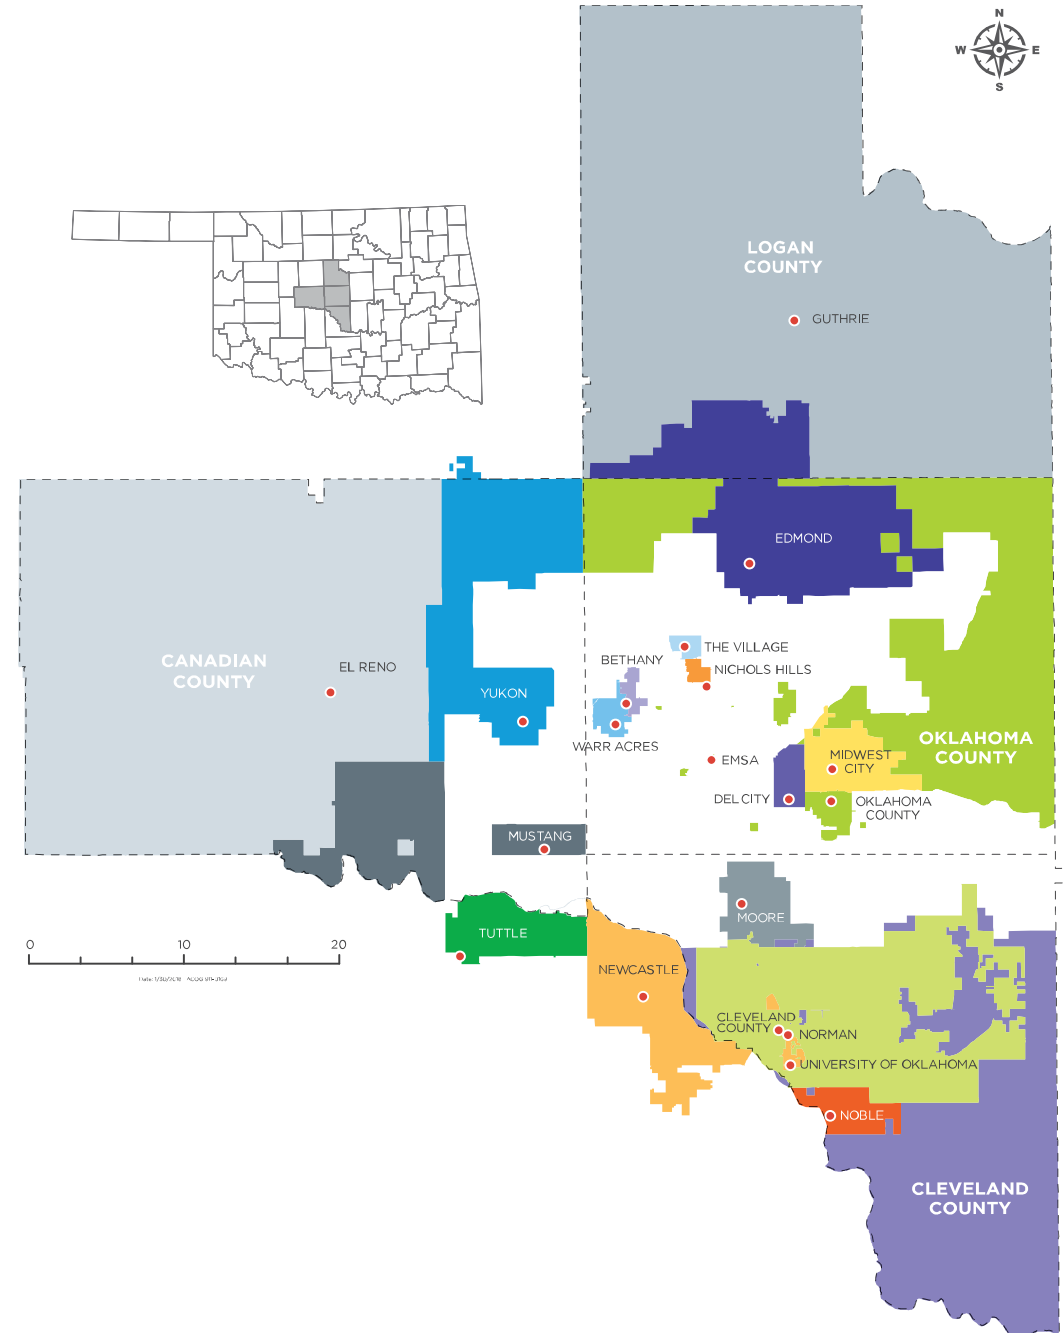 N
W E
S
LOGAN
COUNTY
GUTHRIE
EDMOND
CANADIAN
COUNTY
EL RENO
YUKON
BETHANY
THE VILLAGE
NICHOLS HILLS
WARR ACRES
EMSA
OKLAHOMA
COUNTY
MIDWEST
CITY
DEL CITY
OKLAHOMA
COUNTY
MUSTANG
MOORE
TUTTLE
0 10 20
NEWCASTLE
CLEVELAND
COUNTY
NORMAN
UNIVERSITY OF OKLAHOMA
NOBLE
CLEVELAND
COUNTY